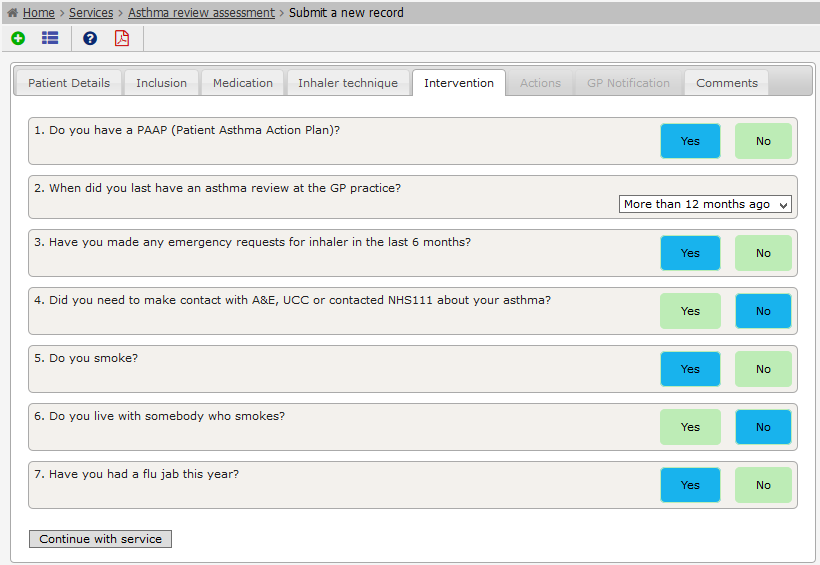 Home > Services > Asthma review assessment > Submit a new record
Patient Details Inclusion Medication Inhaler technique Intervention Actions GP Notification Comments
1. Do you have a PAAP (Patient Asthma Action Plan)?
Yes No
2. When did you last have an asthma review at the GP practice?
More than 12 months ago
3. Have you made any emergency requests for inhaler in the last 6 months?
Yes No
4. Did you need to make contact with A&E, UCC or contacted NHS111 about your asthma?
Yes No
5. Do you smoke?
Yes No
6. Do you live with somebody who smokes?
Yes No
7. Have you had a flu jab this year?
Yes No
Continue with service